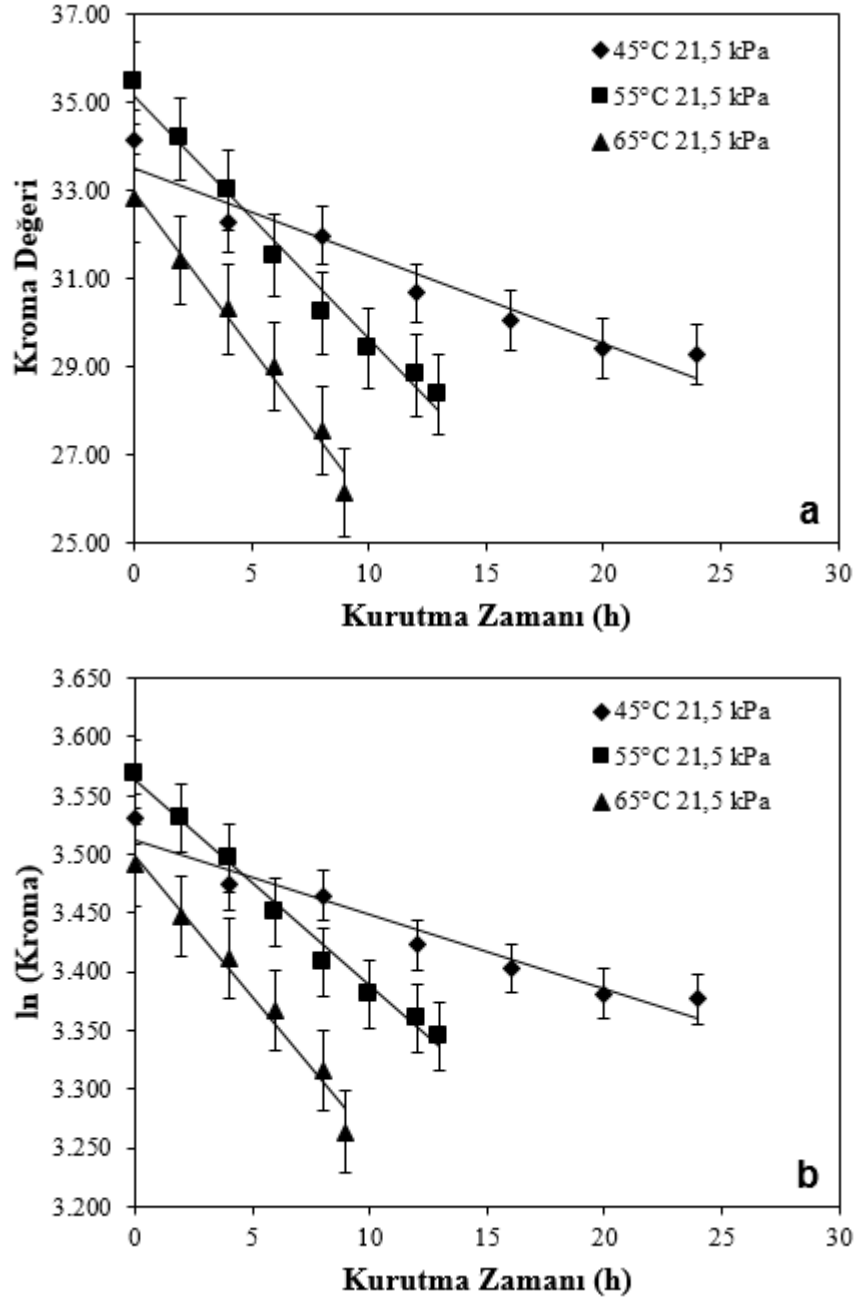 37.00
35.00
33.00
31.00
29.00
27.00
25.00
Kroma Değeri
45°C 21,5 kPa
55°C 21,5 kPa
65°C 21,5 kPa
a
0 5 10 15 20 25 30
Kurutma Zamanı (h)
3.650
3.600
3.550
3.500
3.450
3.400
3.350
3.300
3.250
3.200
ln (Kroma)
45°C 21,5 kPa
55°C 21,5 kPa
65°C 21,5 kPa
b
0 5 10 15 20 25 30
Kurutma Zamanı (h)